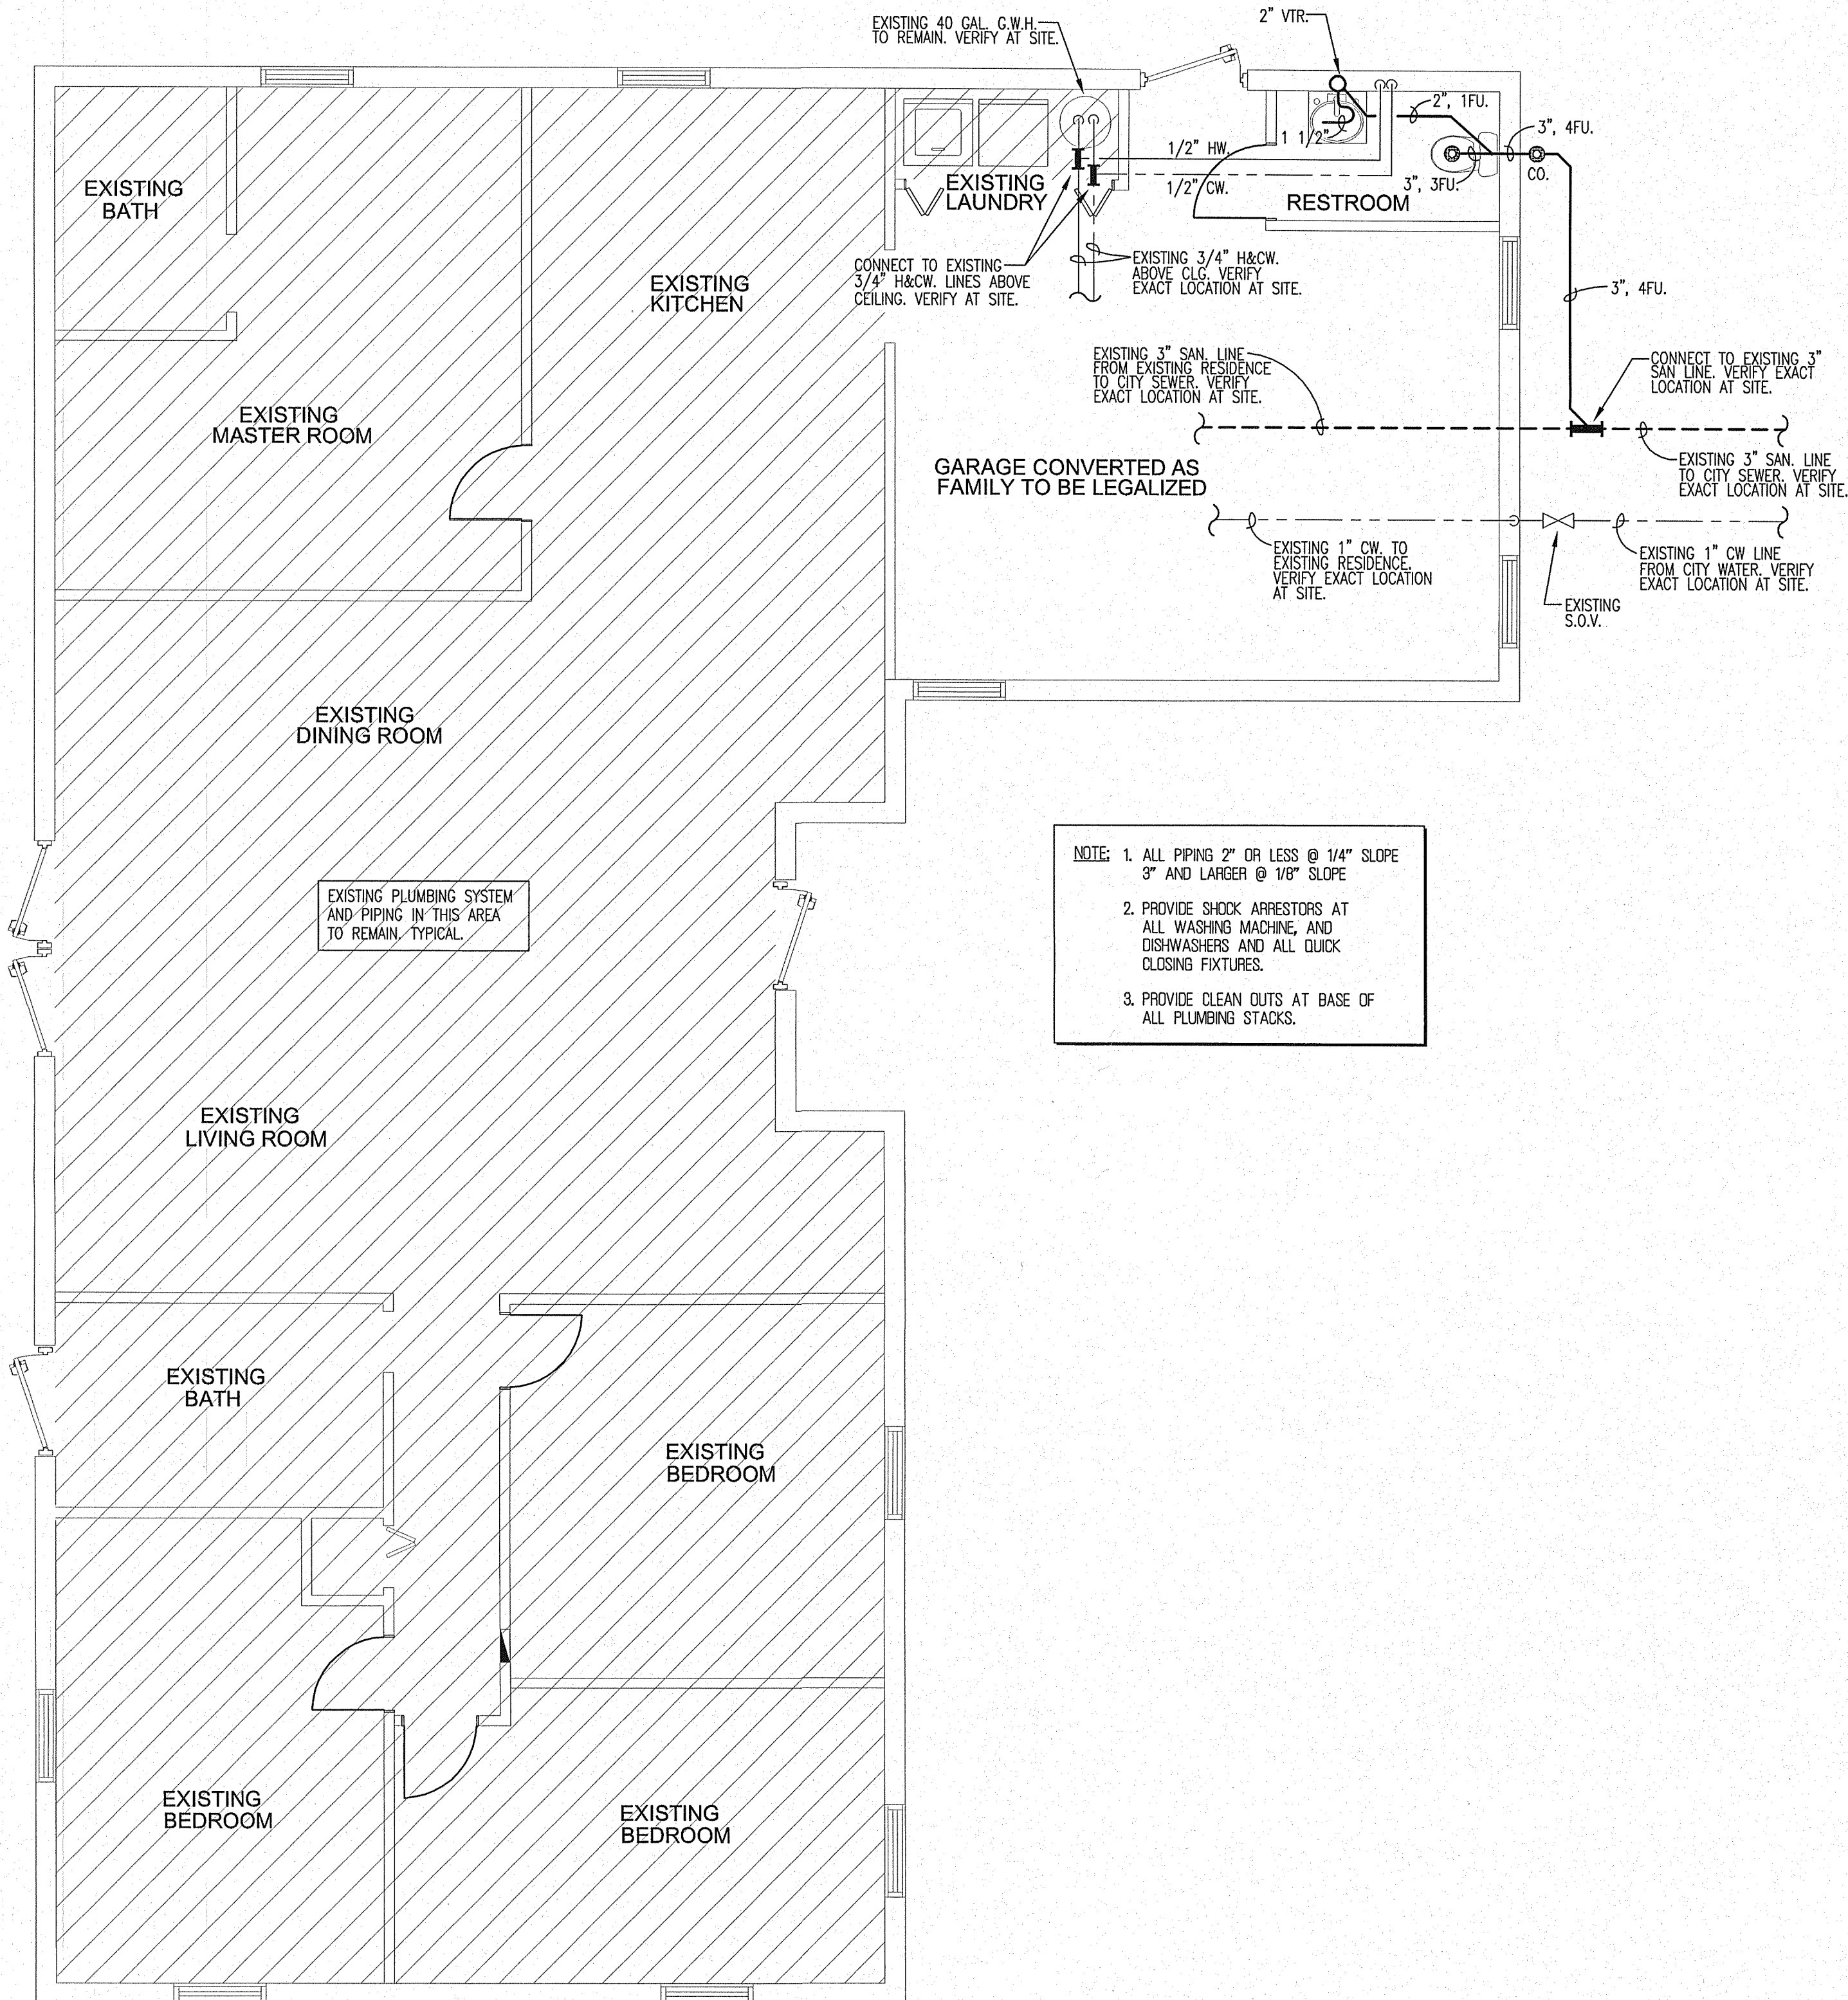 EXISTING 40 GAL. G.W.H.
TO REMAIN. VERIFY AT SITE.
2" VTR.
2", 1FU.
3", 4FU.
1 1/2"
1/2" HW.
1/2" CW.
3", 3FU.
CO.
EXISTING
BATH
EXISTING
LAUNDRY
RESTROOM
EXISTING
KITCHEN
CONNECT TO EXISTING
3/4" H&CW. LINES ABOVE
CEILING. VERIFY AT SITE.
EXISTING 3/4" H&CW.
ABOVE CLG. VERIFY
EXACT LOCATION AT SITE.
3", 4FU.
EXISTING 3" SAN. LINE
FROM EXISTING RESIDENCE
TO CITY SEWER. VERIFY
EXACT LOCATION AT SITE.
CONNECT TO EXISTING 3"
SAN LINE. VERIFY EXACT
LOCATION AT SITE.
EXISTING
MASTER ROOM
GARAGE CONVERTED AS
FAMILY TO BE LEGALIZED
EXISTING 3" SAN. LINE
TO CITY SEWER. VERIFY
EXACT LOCATION AT SITE.
EXISTING 1" CW. TO
EXISTING RESIDENCE.
VERIFY EXACT LOCATION
AT SITE.
EXISTING 1" CW LINE
FROM CITY WATER. VERIFY
EXACT LOCATION AT SITE.
EXISTING
S.O.V.
EXISTING
DINING ROOM
EXISTING PLUMBING SYSTEM
AND PIPING IN THIS AREA
TO REMAIN. TYPICAL.
NOTE: 1. ALL PIPING 2" OR LESS @ 1/4" SLOPE
3" AND LARGER @ 1/8" SLOPE
2. PROVIDE SHOCK ARRESTORS AT
ALL WASHING MACHINE, AND
DISHWASHERS AND ALL QUICK
CLOSING FIXTURES.
3. PROVIDE CLEAN OUTS AT BASE OF
ALL PLUMBING STACKS.
EXISTING
LIVING ROOM
EXISTING
BATH
EXISTING
BEDROOM
EXISTING
BEDROOM
EXISTING
BEDROOM